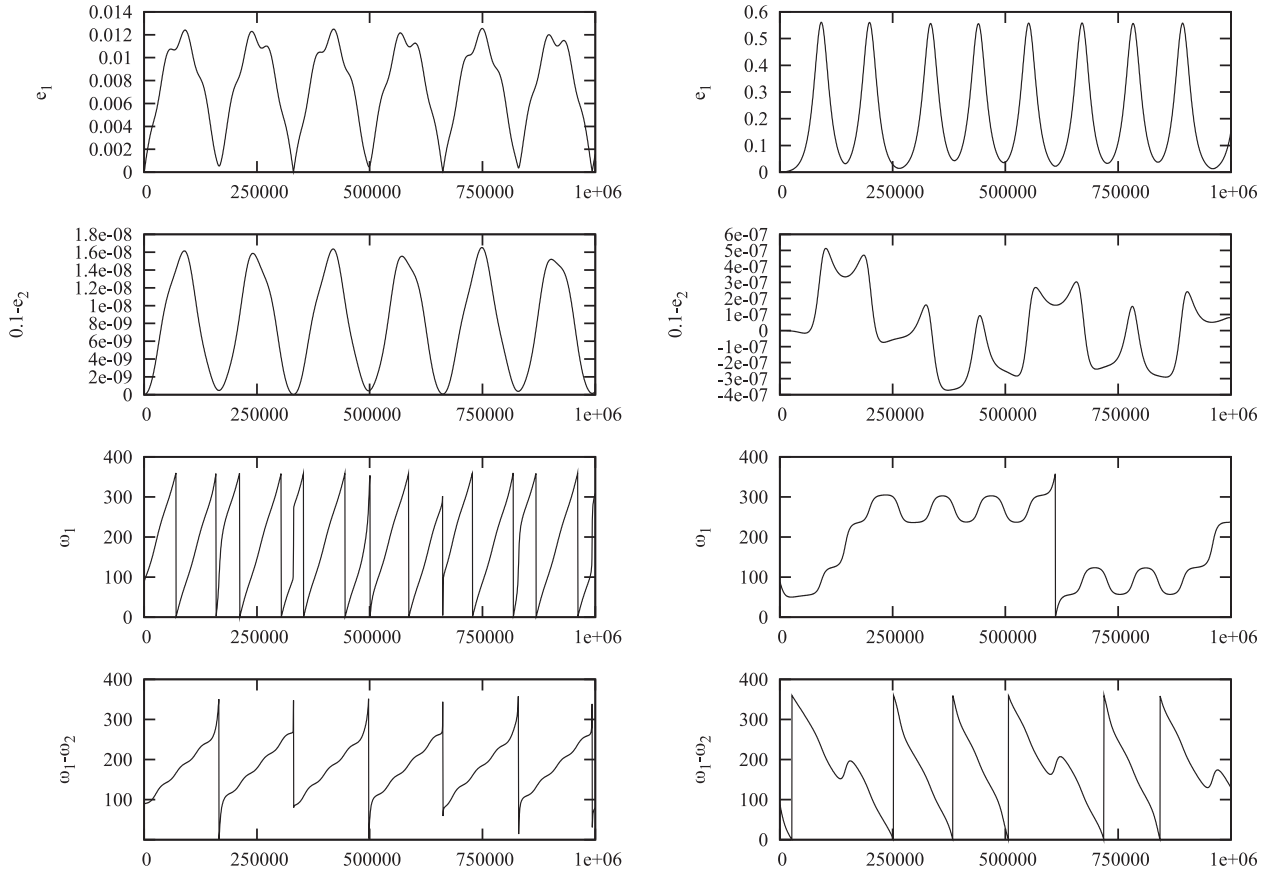 0.014
0.012
0.01
0.008
0.006
0.004
0.002
0
e1
0 250000 500000 750000 1e+06
0.6
0.5
0.4
0.3
0.2
0.1
0
e1
0 250000 500000 750000 1e+06
1.8e-08
1.6e-08
1.4e-08
1.2e-08
1e-08
8e-09
6e-09
4e-09
2e-09
0
0.1-e2
0 250000 500000 750000 1e+06
6e-07
5e-07
4e-07
3e-07
2e-07
1e-07
0
-1e-07
-2e-07
-3e-07
-4e-07
0.1-e2
0 250000 500000 750000 1e+06
400
300
200
100
0
ω1
0 250000 500000 750000 1e+06
400
300
200
100
0
ω1
0 250000 500000 750000 1e+06
400
300
200
100
ω1-ω2
0 250000 500000 750000 1e+06
400
300
200
100
0
ω1-ω2
0 250000 500000 750000 1e+06